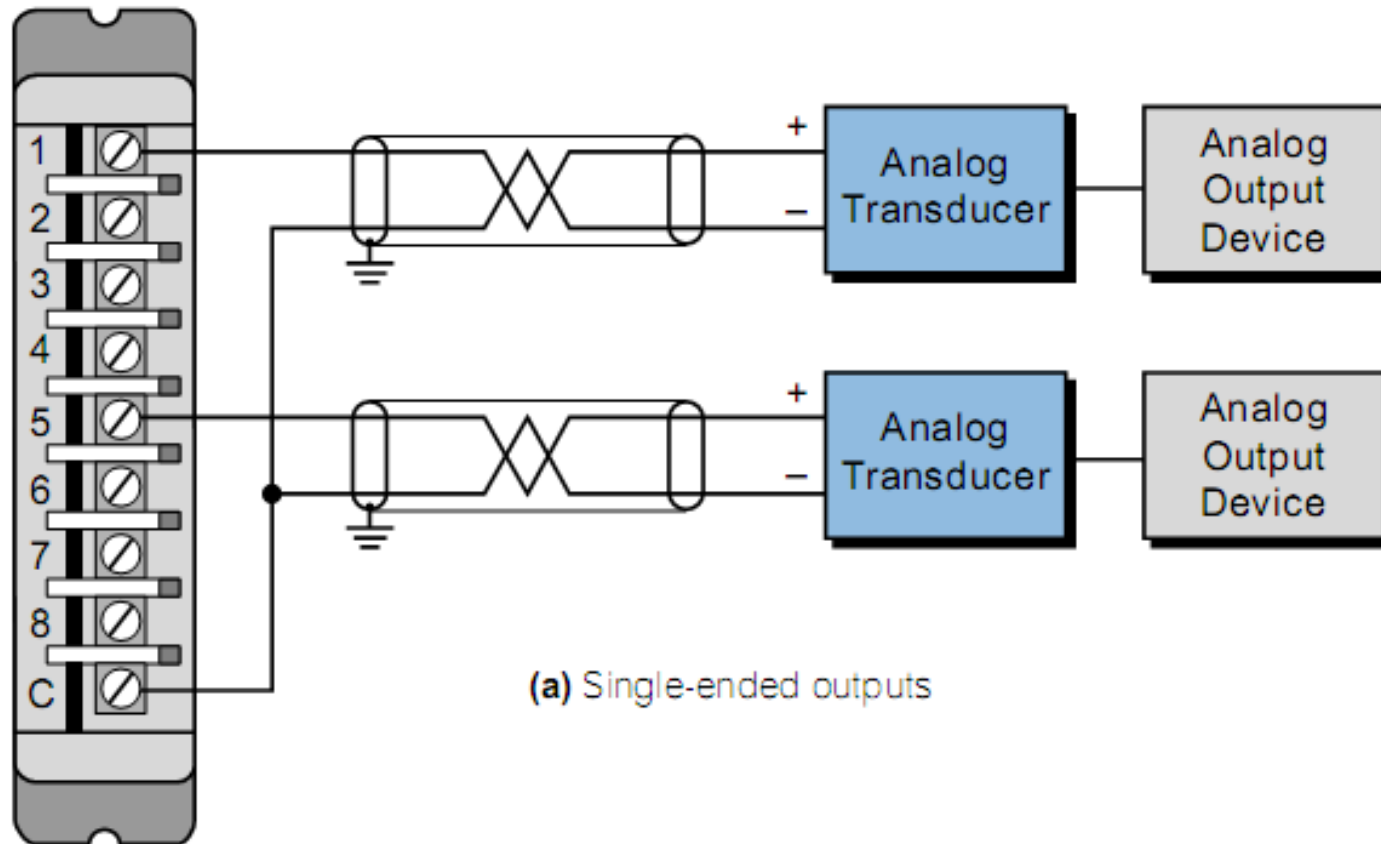 1
2
3
4
5
6
7
8
C
+
–
Analog
Transducer
Analog
Output
Device
+
–
Analog
Transducer
Analog
Output
Device
(a) Single-ended outputs